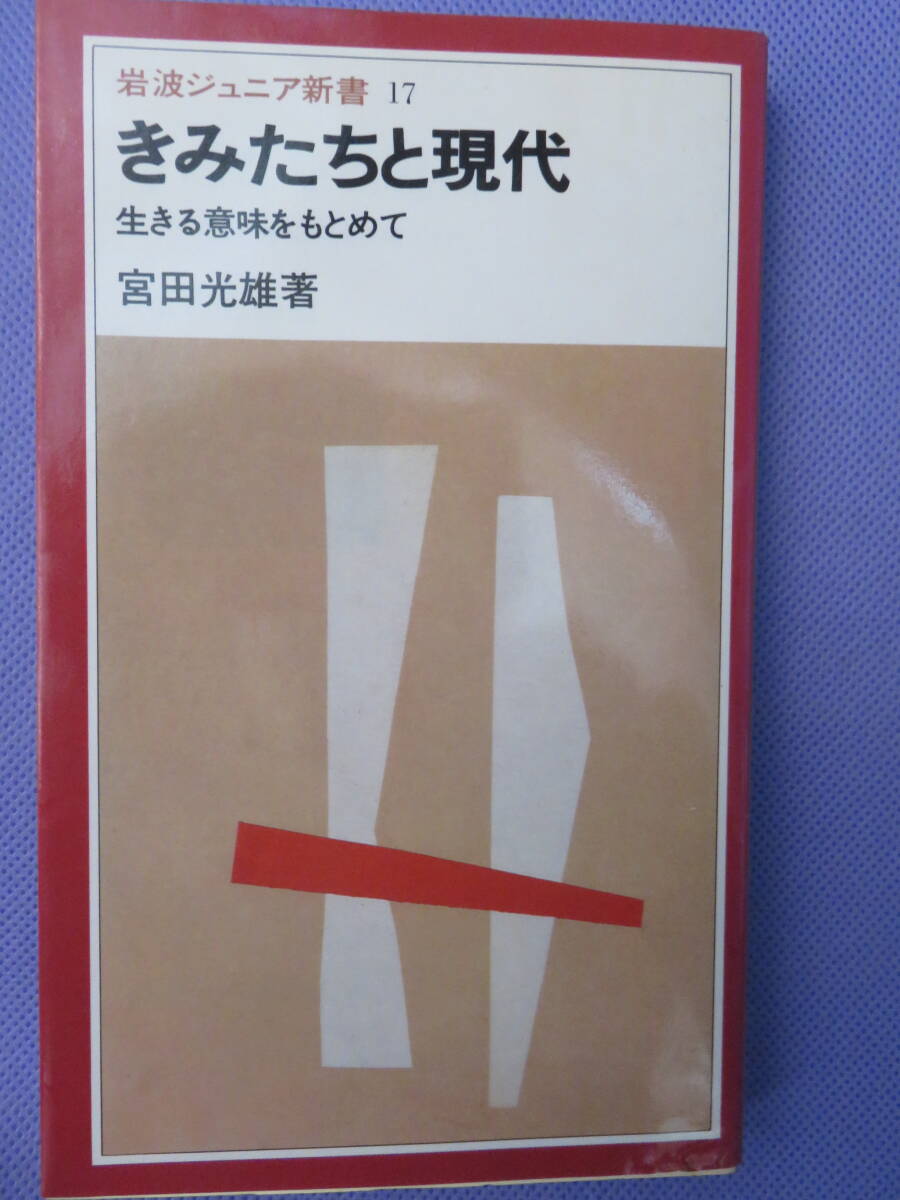 岩波ジュニア新書 17
きみたちと現代
生きる意味をもとめて
宮田光雄著